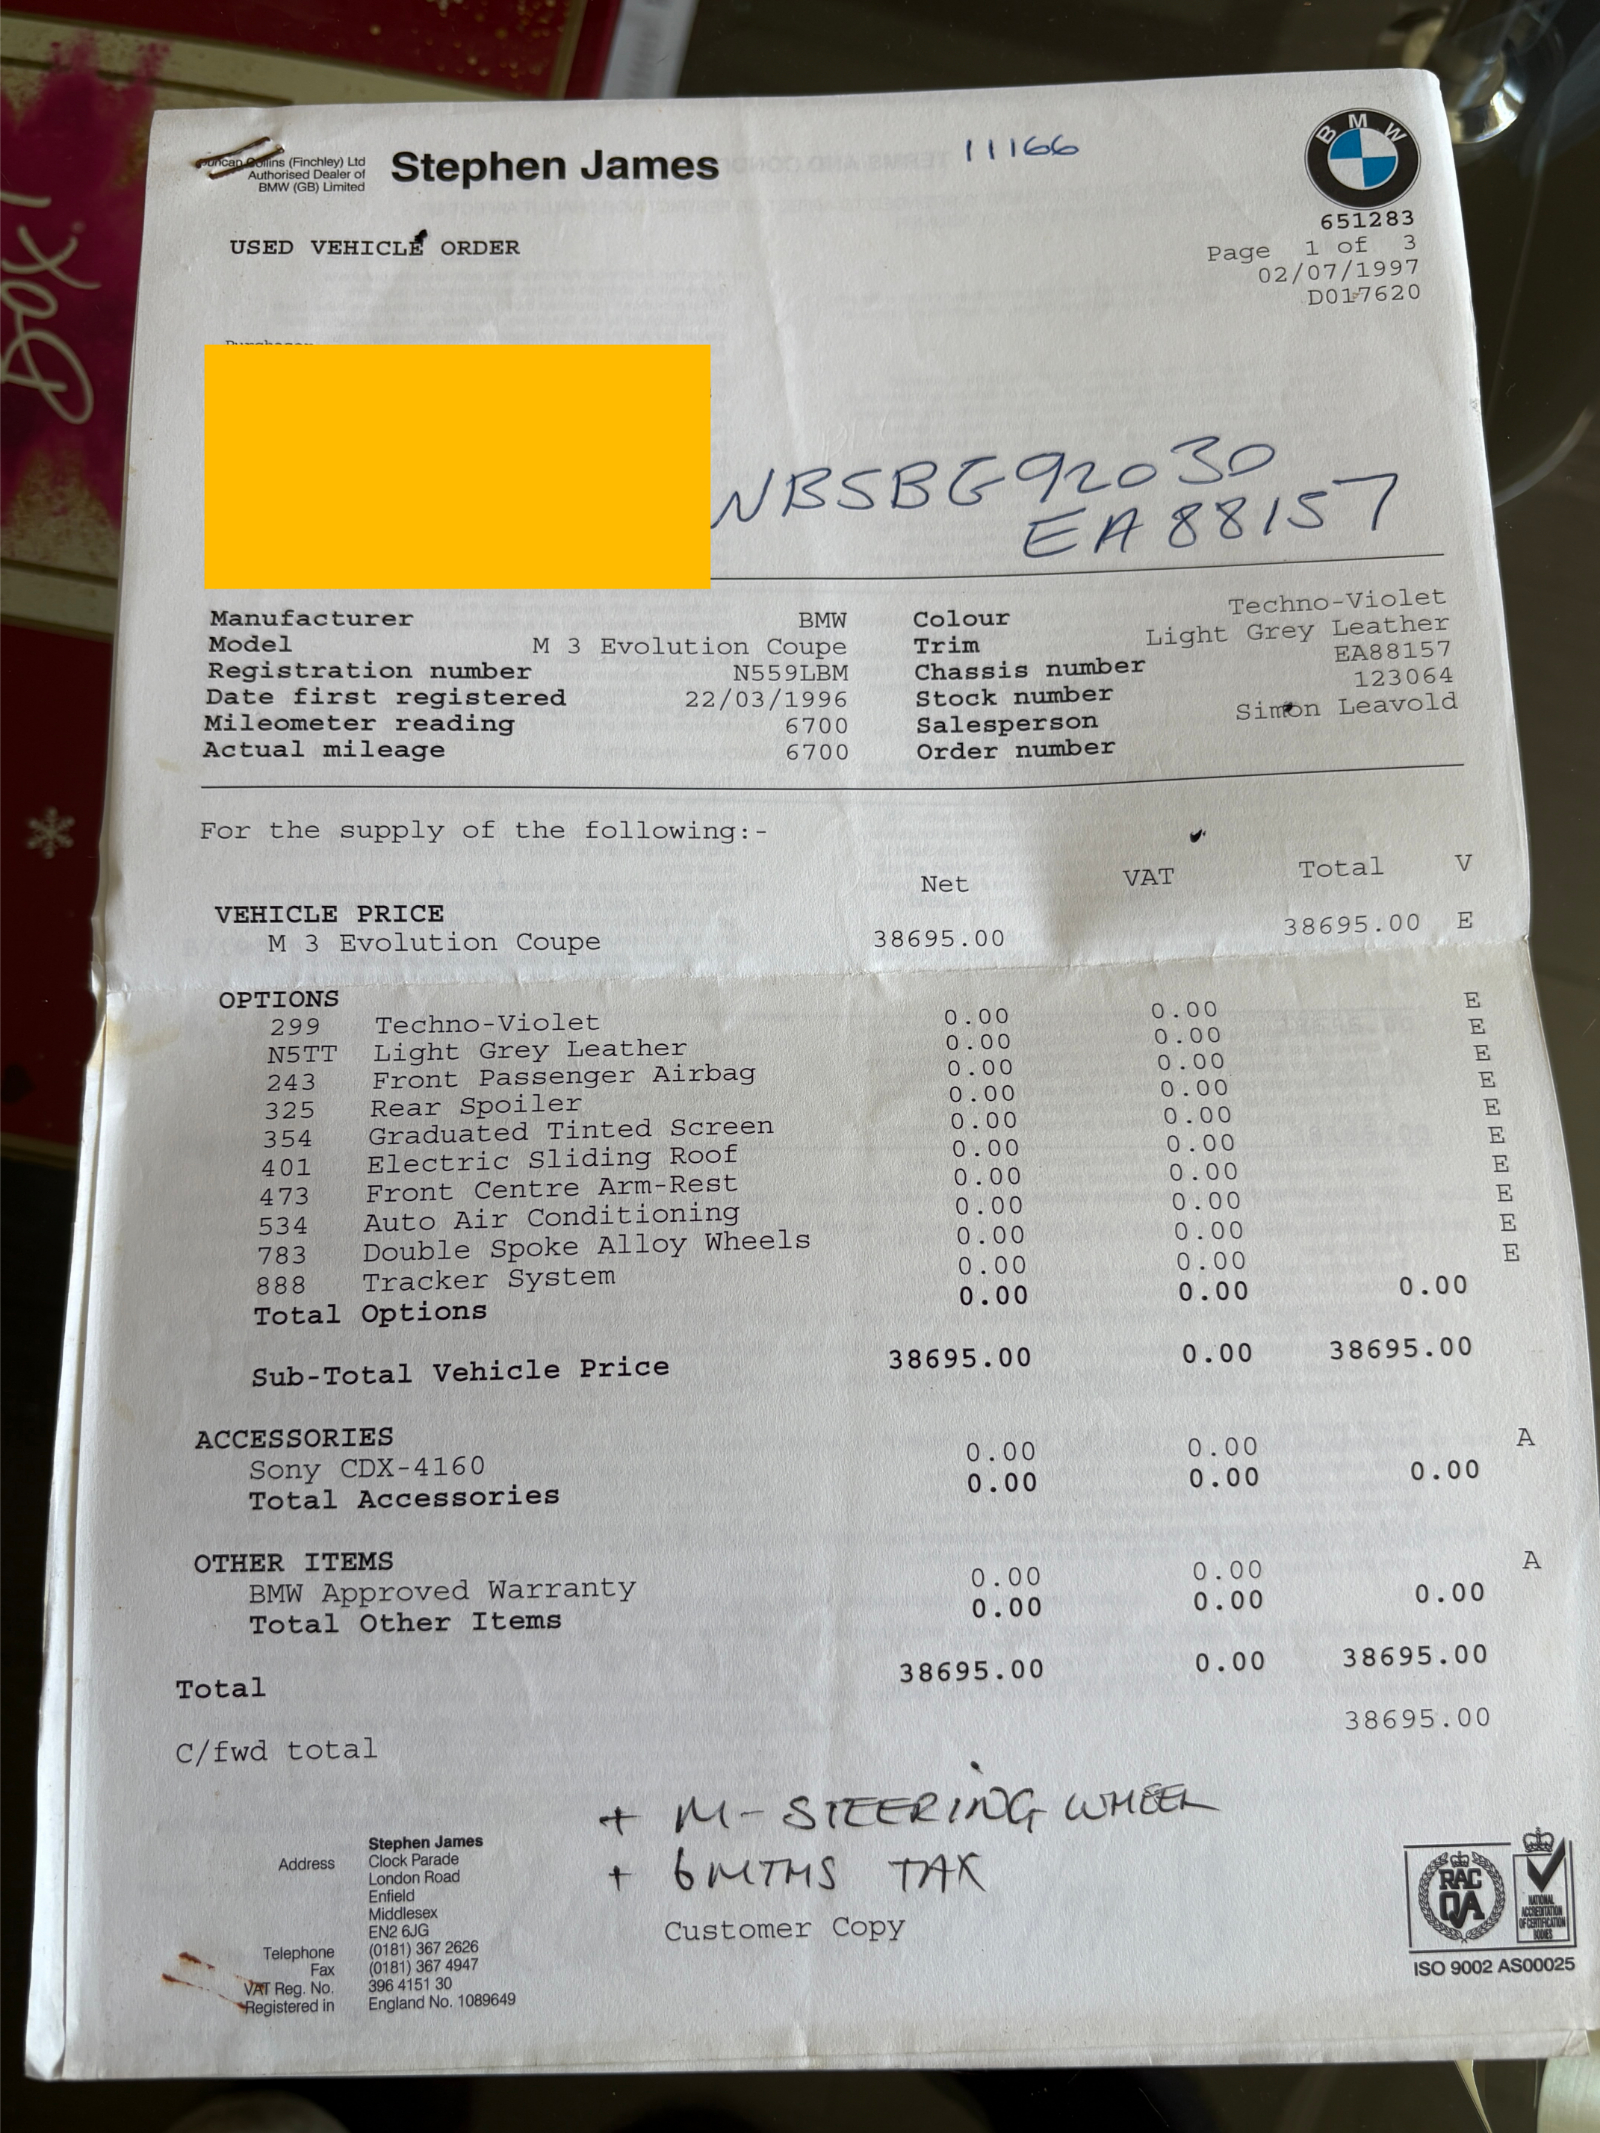 Duncan Collins (Finchley) Ltd
Authorised Dealer of
BMW (GB) Limited
Stephen James
11166
BMW
651283
Page 1 of 3
02/07/1997
D017620
USED VEHICLE ORDER
NBSBG92030
EA88157
Manufacturer BMW Colour Techno-Violet
Model M 3 Evolution Coupe Trim Light Grey Leather
Registration number N559LBM Chassis number EA88157
Date first registered 22/03/1996 Stock number 123064
Mileometer reading 6700 Salesperson Simon Leavold
Actual mileage 6700 Order number
For the supply of the following:-
Net VAT Total V
VEHICLE PRICE
M 3 Evolution Coupe 38695.00 38695.00 E
OPTIONS
299 Techno-Violet 0.00 0.00 E
N5TT Light Grey Leather 0.00 0.00 E
243 Front Passenger Airbag 0.00 0.00 E
325 Rear Spoiler 0.00 0.00 E
354 Graduated Tinted Screen 0.00 0.00 E
401 Electric Sliding Roof 0.00 0.00 E
473 Front Centre Arm-Rest 0.00 0.00 E
534 Auto Air Conditioning 0.00 0.00 E
783 Double Spoke Alloy Wheels 0.00 0.00 E
888 Tracker System 0.00 0.00 E
Total Options 0.00 0.00 0.00
Sub-Total Vehicle Price 38695.00 0.00 38695.00
ACCESSORIES
Sony CDX-4160 0.00 0.00 A
Total Accessories 0.00 0.00 0.00
OTHER ITEMS
BMW Approved Warranty 0.00 0.00 A
Total Other Items 0.00 0.00 0.00
Total 38695.00 0.00 38695.00
C/fwd total 38695.00
+ M-STEERING WHEEL
+ 6 MTHS TAX
Customer Copy
Stephen James
Address Clock Parade
London Road
Enfield
Middlesex
EN2 6JG
Telephone (0181) 367 2626
Fax (0181) 367 4947
VAT Reg. No. 396 4151 30
Registered in England No. 1089649
RAC
QA
NATIONAL
ACCREDITATION
OF CERTIFICATION
BODIES
ISO 9002 AS00025